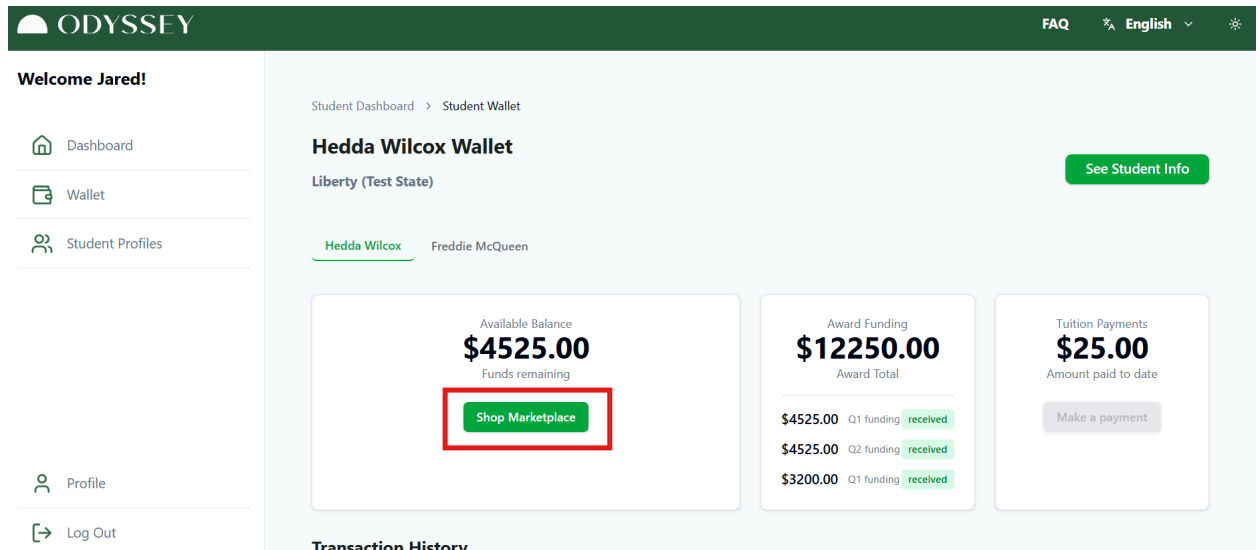 ODYSSEY
FAQ
English
Welcome Jared!
Dashboard
Wallet
Student Profiles
Profile
Log Out
Student Dashboard > Student Wallet
Hedda Wilcox Wallet
Liberty (Test State)
See Student Info
Hedda Wilcox
Freddie McQueen
Available Balance
$4525.00
Funds remaining
Shop Marketplace
Award Funding
$12250.00
Award Total
$4525.00 Q1 funding received
$4525.00 Q2 funding received
$3200.00 Q1 funding received
Tuition Payments
$25.00
Amount paid to date
Make a payment
Transaction History